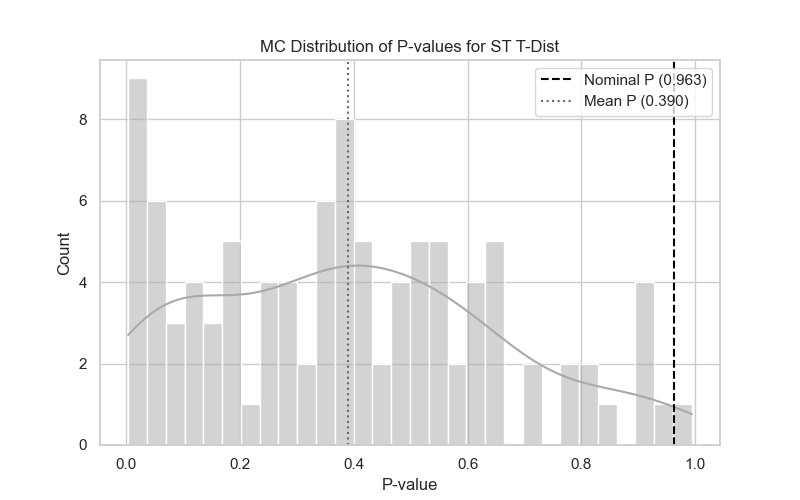 MC Distribution of P-values for ST T-Dist
Nominal P (0.963)
Mean P (0.390)
Count
8
6
4
2
0
0.0 0.2 0.4 0.6 0.8 1.0
P-value